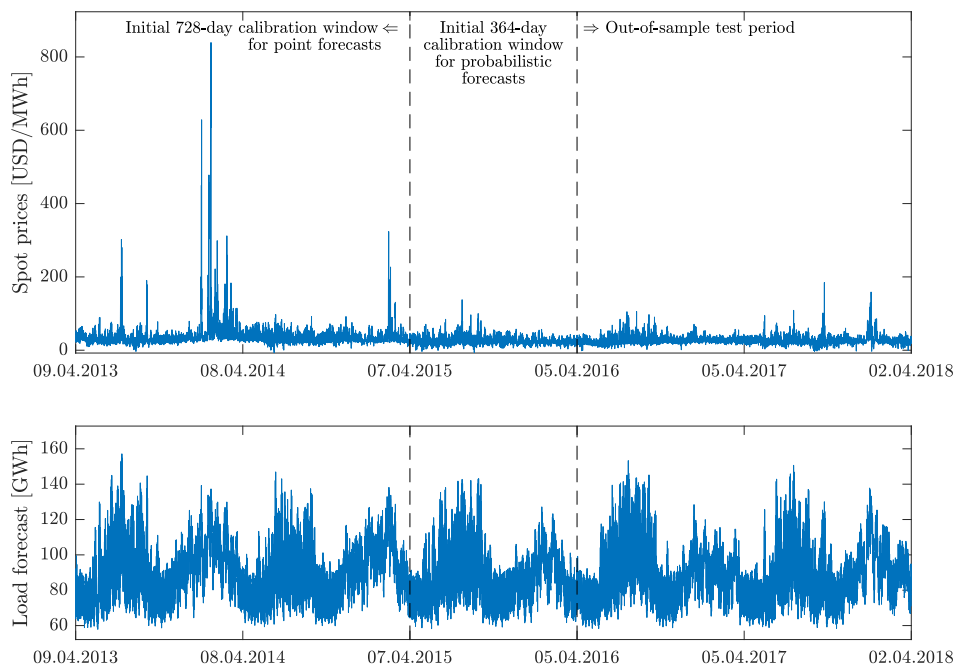 Initial 728-day calibration window ⇐
for point forecasts
Initial 364-day
calibration window
for probabilistic
forecasts
⇒ Out-of-sample test period
Spot prices [USD/MWh]
800
600
400
200
0
09.04.2013 08.04.2014 07.04.2015 05.04.2016 05.04.2017 02.04.2018
Load forecast [GWh]
160
140
120
100
80
60
09.04.2013 08.04.2014 07.04.2015 05.04.2016 05.04.2017 02.04.2018